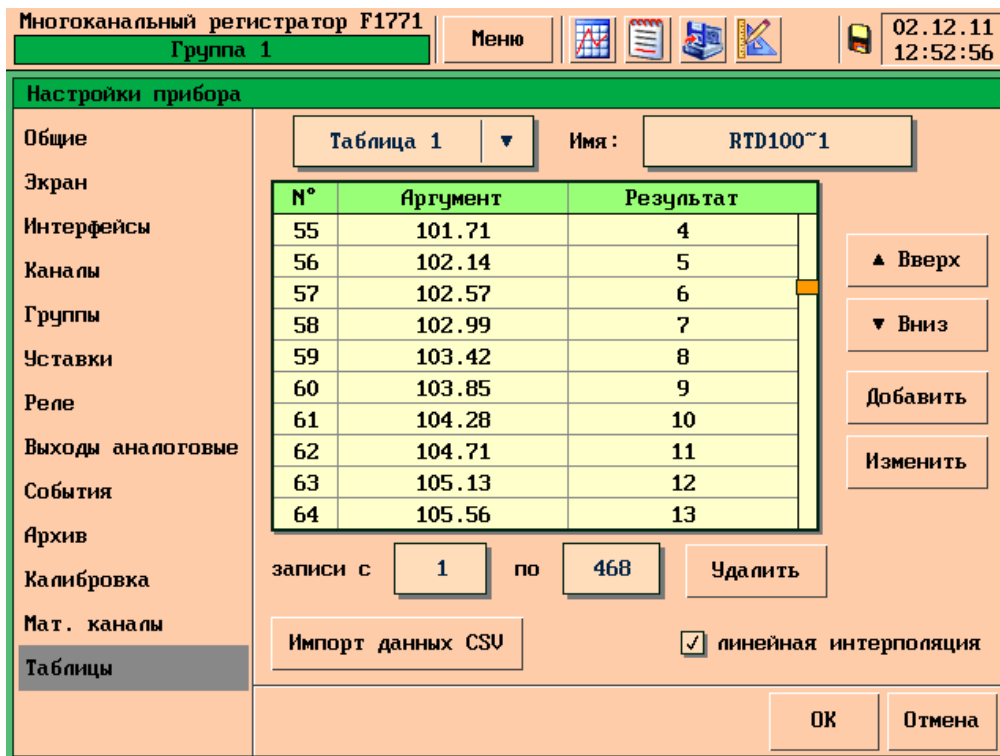 Многоканальный регистратор F1771
Группа 1
Меню
02.12.11
12:52:56
Настройки прибора
Общие
Экран
Интерфейсы
Каналы
Группы
Уставки
Реле
Выходы аналоговые
События
Архив
Калибровка
Мат. каналы
Таблицы
Таблица 1 ▼ Имя: RTD100~1
N° Аргумент Результат
55 101.71 4
56 102.14 5
57 102.57 6
58 102.99 7
59 103.42 8
60 103.85 9
61 104.28 10
62 104.71 11
63 105.13 12
64 105.56 13
▲ Вверх
▼ Вниз
Добавить
Изменить
записи с 1 по 468 Удалить
Импорт данных CSV
линейная интерполяция
ОК Отмена